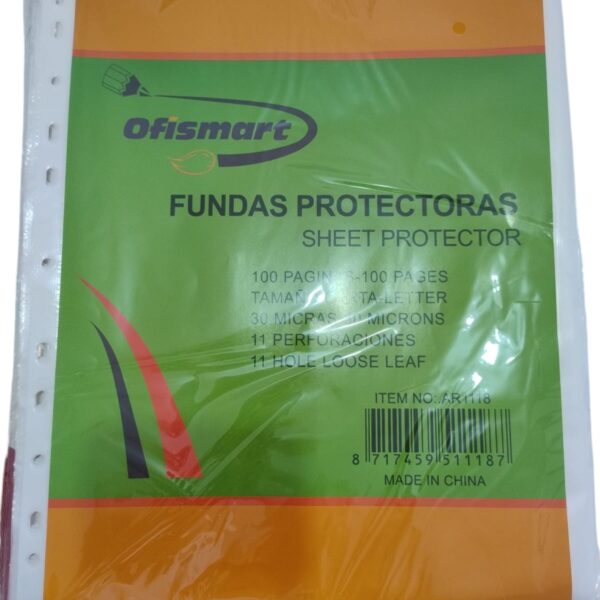 Ofismart
FUNDAS PROTECTORAS
SHEET PROTECTOR
100 PAGES
LETTER
30 MICRAS MICRONS
11 PERFORACIONES
11 HOLE LOOSE LEAF
ITEM NO:.AR1118
8 717459 511187
MADE IN CHINA